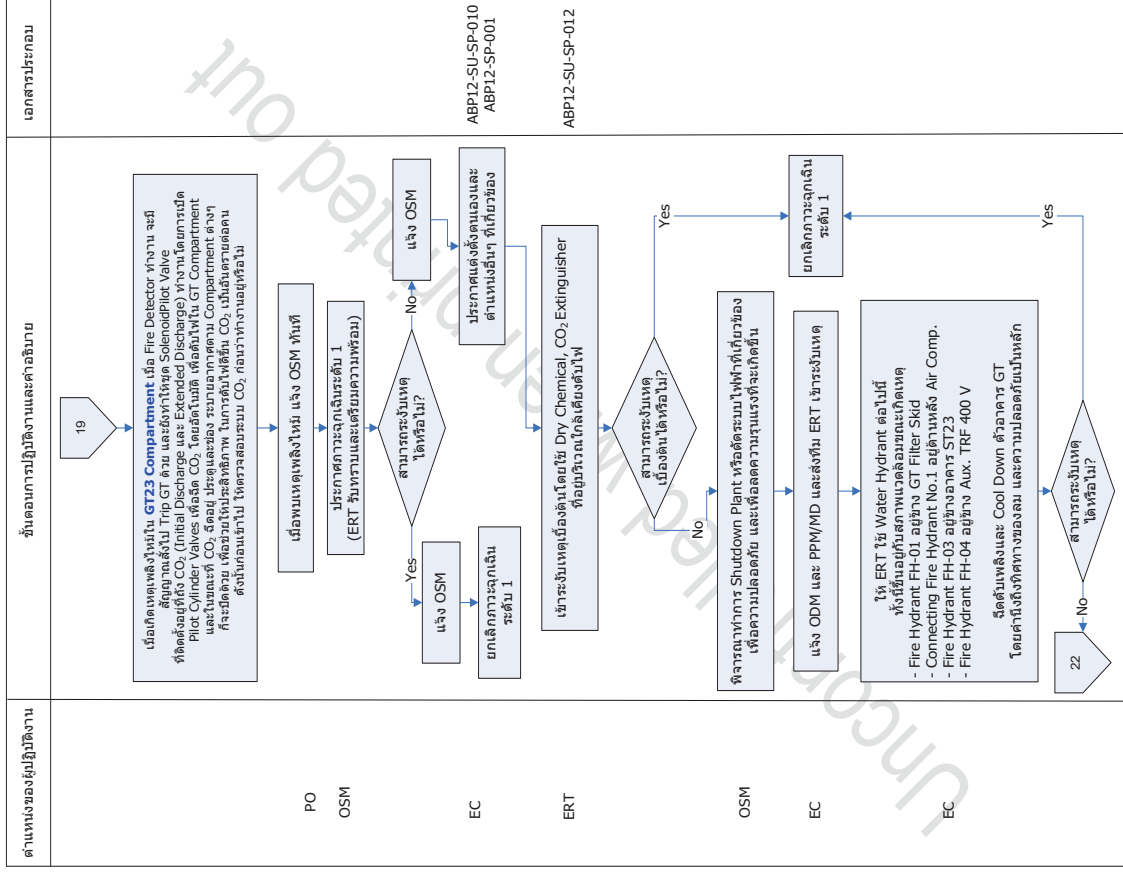 ตำแหน่งของผู้ปฏิบัติงาน
ขั้นตอนการปฏิบัติงานและคำอธิบาย
เอกสารประกอบ
19
เมื่อเกิดเหตุเพลิงไหม้ใน GT23 Compartment เมื่อ Fire Detector ทำงาน จะมี
สัญญาณสั่งไป Trip GT ด้วย และยังทำให้ชุด SolenoidPilot Valve
ที่ติดตั้งอยู่ที่ถัง CO₂ (Initial Discharge และ Extended Discharge) ทำงานโดยการเปิด
Pilot Cylinder Valves เพื่อฉีด CO₂ โดยอัตโนมัติ เพื่อดับไฟใน GT Compartment
และในขณะที่ CO₂ ฉีดอยู่ ประตูและช่อง ระบายอากาศตาม Compartment ต่างๆ
ก็จะปิดด้วย เพื่อช่วยให้ประสิทธิภาพ ในการดับไฟดีขึ้น CO₂ เป็นอันตรายต่อคน
ดังนั้นก่อนเข้าไป ให้ตรวจสอบระบบ CO₂ ก่อนว่าทำงานอยู่หรือไม่
PO
เมื่อพบเหตุเพลิงไหม้ แจ้ง OSM ทันที
OSM
ประกาศภาวะฉุกเฉินระดับ 1
(ERT รับทราบและเตรียมความพร้อม)
สามารถระงับเหตุ
ได้หรือไม่?
Yes
No
แจ้ง OSM
แจ้ง OSM
EC
ยกเลิกภาวะฉุกเฉิน
ระดับ 1
ประกาศแต่งตั้งตนเองและ
ตำแหน่งอื่นๆ ที่เกี่ยวข้อง
ABP12-SU-SP-010
ABP12-SP-001
ERT
เข้าระงับเหตุเบื้องต้นโดยใช้ Dry Chemical, CO₂ Extinguisher
ที่อยู่บริเวณใกล้เคียงดับไฟ
ABP12-SU-SP-012
สามารถระงับเหตุ
เบื้องต้นได้หรือไม่?
No
Yes
OSM
พิจารณาทำการ Shutdown Plant หรือตัดระบบไฟฟ้าที่เกี่ยวข้อง
เพื่อความปลอดภัย และเพื่อลดความรุนแรงที่จะเกิดขึ้น
EC
แจ้ง ODM และ PPM/MD และส่งทีม ERT เข้าระงับเหตุ
ยกเลิกภาวะฉุกเฉิน
ระดับ 1
EC
ให้ ERT ใช้ Water Hydrant ต่อไปนี้
ทั้งนี้ขึ้นอยู่กับสภาพแวดล้อมขณะเกิดเหตุ
- Fire Hydrant FH-01 อยู่ข้าง GT Filter Skid
- Connecting Fire Hydrant No.1 อยู่ด้านหลัง Air Comp.
- Fire Hydrant FH-03 อยู่ข้างอาคาร ST23
- Fire Hydrant FH-04 อยู่ข้าง Aux. TRF 400 V
ฉีดดับเพลิงและ Cool Down ตัวอาคาร GT
โดยคำนึงถึงทิศทางของลม และความปลอดภัยเป็นหลัก
สามารถระงับเหตุ
ได้หรือไม่?
No
Yes
22
Uncontrolled when printed out